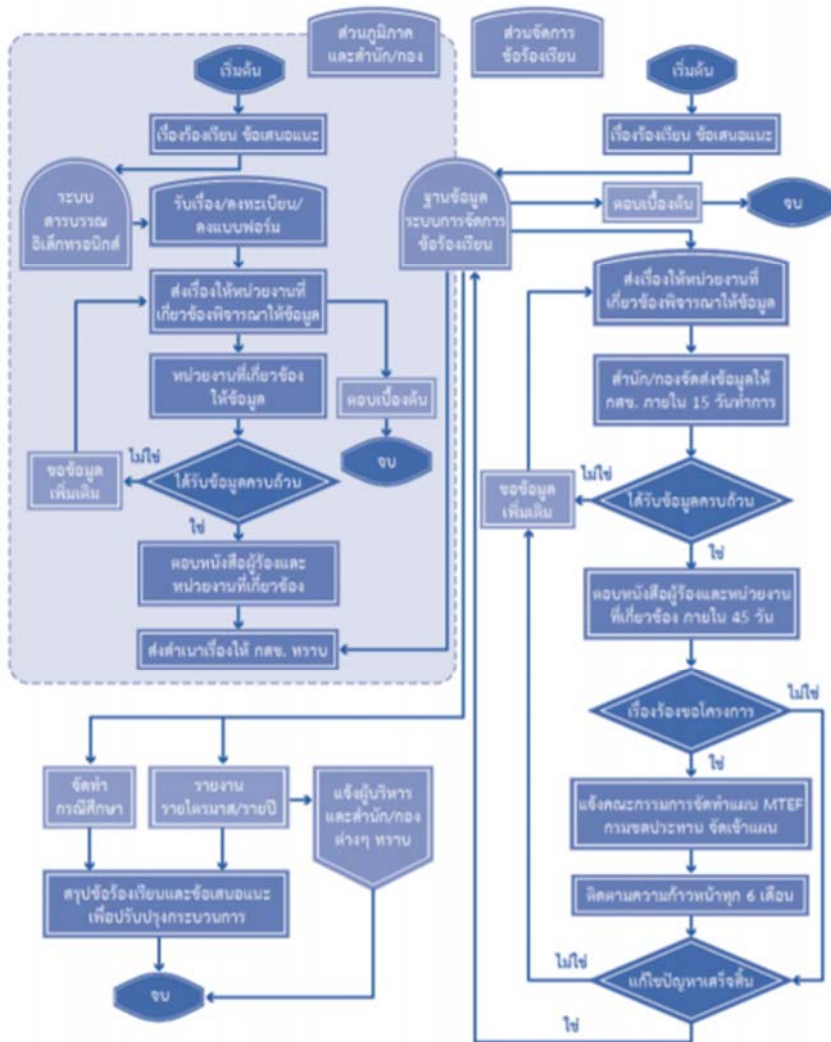 ส่วนภูมิภาค
และสำนัก/กอง
ส่วนจัดการ
ข้อร้องเรียน
เริ่มต้น
เรื่องร้องเรียน ข้อเสนอแนะ
ระบบ
สารบรรณ
อิเล็กทรอนิกส์
รับเรื่อง/ลงทะเบียน/
ลงแบบฟอร์ม
ส่งเรื่องให้หน่วยงานที่
เกี่ยวข้องพิจารณาให้ข้อมูล
หน่วยงานที่เกี่ยวข้อง
ให้ข้อมูล
ตอบเบื้องต้น
จบ
ไม่ใช่
ขอข้อมูล
เพิ่มเติม
ได้รับข้อมูลครบถ้วน
ใช่
ตอบหนังสือผู้ร้องและ
หน่วยงานที่เกี่ยวข้อง
ส่งสำเนาเรื่องให้ กสข. ทราบ
เริ่มต้น
เรื่องร้องเรียน ข้อเสนอแนะ
ฐานข้อมูล
ระบบการจัดการ
ข้อร้องเรียน
ตอบเบื้องต้น
จบ
ส่งเรื่องให้หน่วยงานที่
เกี่ยวข้องพิจารณาให้ข้อมูล
สำนัก/กองจัดส่งข้อมูลให้
กสข. ภายใน 15 วันทำการ
ไม่ใช่
ขอข้อมูล
เพิ่มเติม
ได้รับข้อมูลครบถ้วน
ใช่
ตอบหนังสือผู้ร้องและหน่วยงาน
ที่เกี่ยวข้อง ภายใน 45 วัน
ไม่ใช่
เรื่องร้องขอโครงการ
ใช่
แจ้งคณะกรรมการจัดทำแผน MTEF
กรมชลประทาน จัดเข้าแผน
ติดตามความก้าวหน้าทุก 6 เดือน
ไม่ใช่
แก้ไขปัญหาเสร็จสิ้น
ใช่
จัดทำ
กรณีศึกษา
รายงาน
รายไตรมาส/รายปี
แจ้งผู้บริหาร
และสำนัก/กอง
ต่างๆ ทราบ
สรุปข้อร้องเรียนและข้อเสนอแนะ
เพื่อปรับปรุงกระบวนการ
จบ